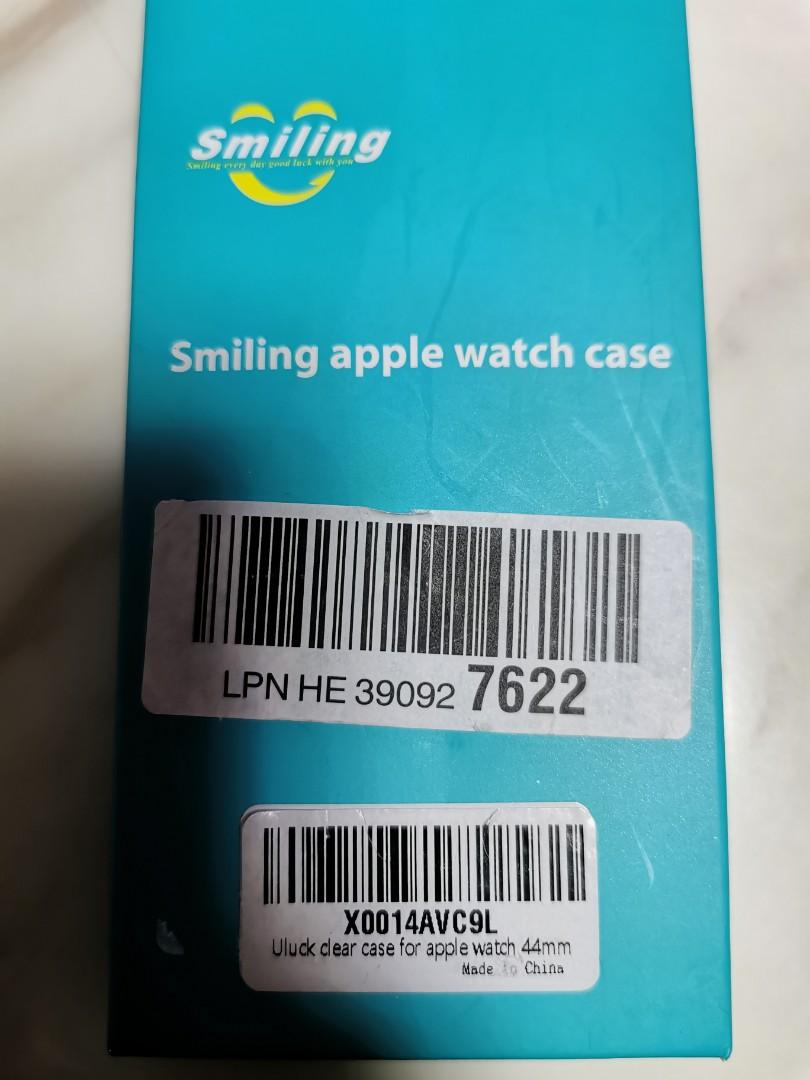 Smiling
Smiling every day good luck with you
Smiling apple watch case
LPN HE 39092 7622
X0014AVC9L
Uluck clear case for apple watch 44mm
Made in China